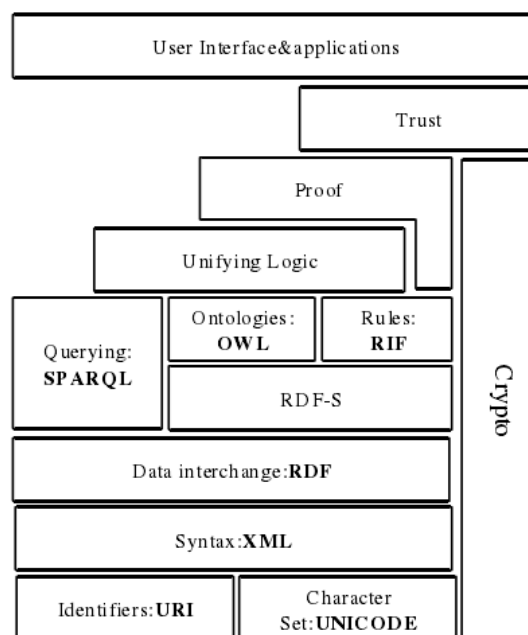 User Interface&applications
Trust
Proof
Unifying Logic
Ontologies:
OWL
Rules:
RIF
Querying:
SPARQL
RDF-S
Crypto
Data interchange:RDF
Syntax:XML
Identifiers:URI
Character
Set:UNICODE